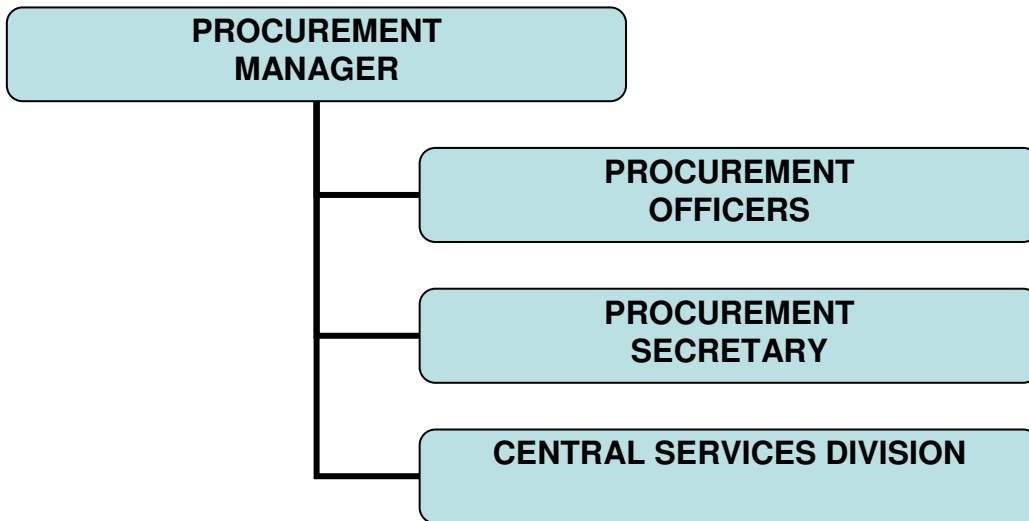 PROCUREMENT
MANAGER
PROCUREMENT
OFFICERS
PROCUREMENT
SECRETARY
CENTRAL SERVICES DIVISION